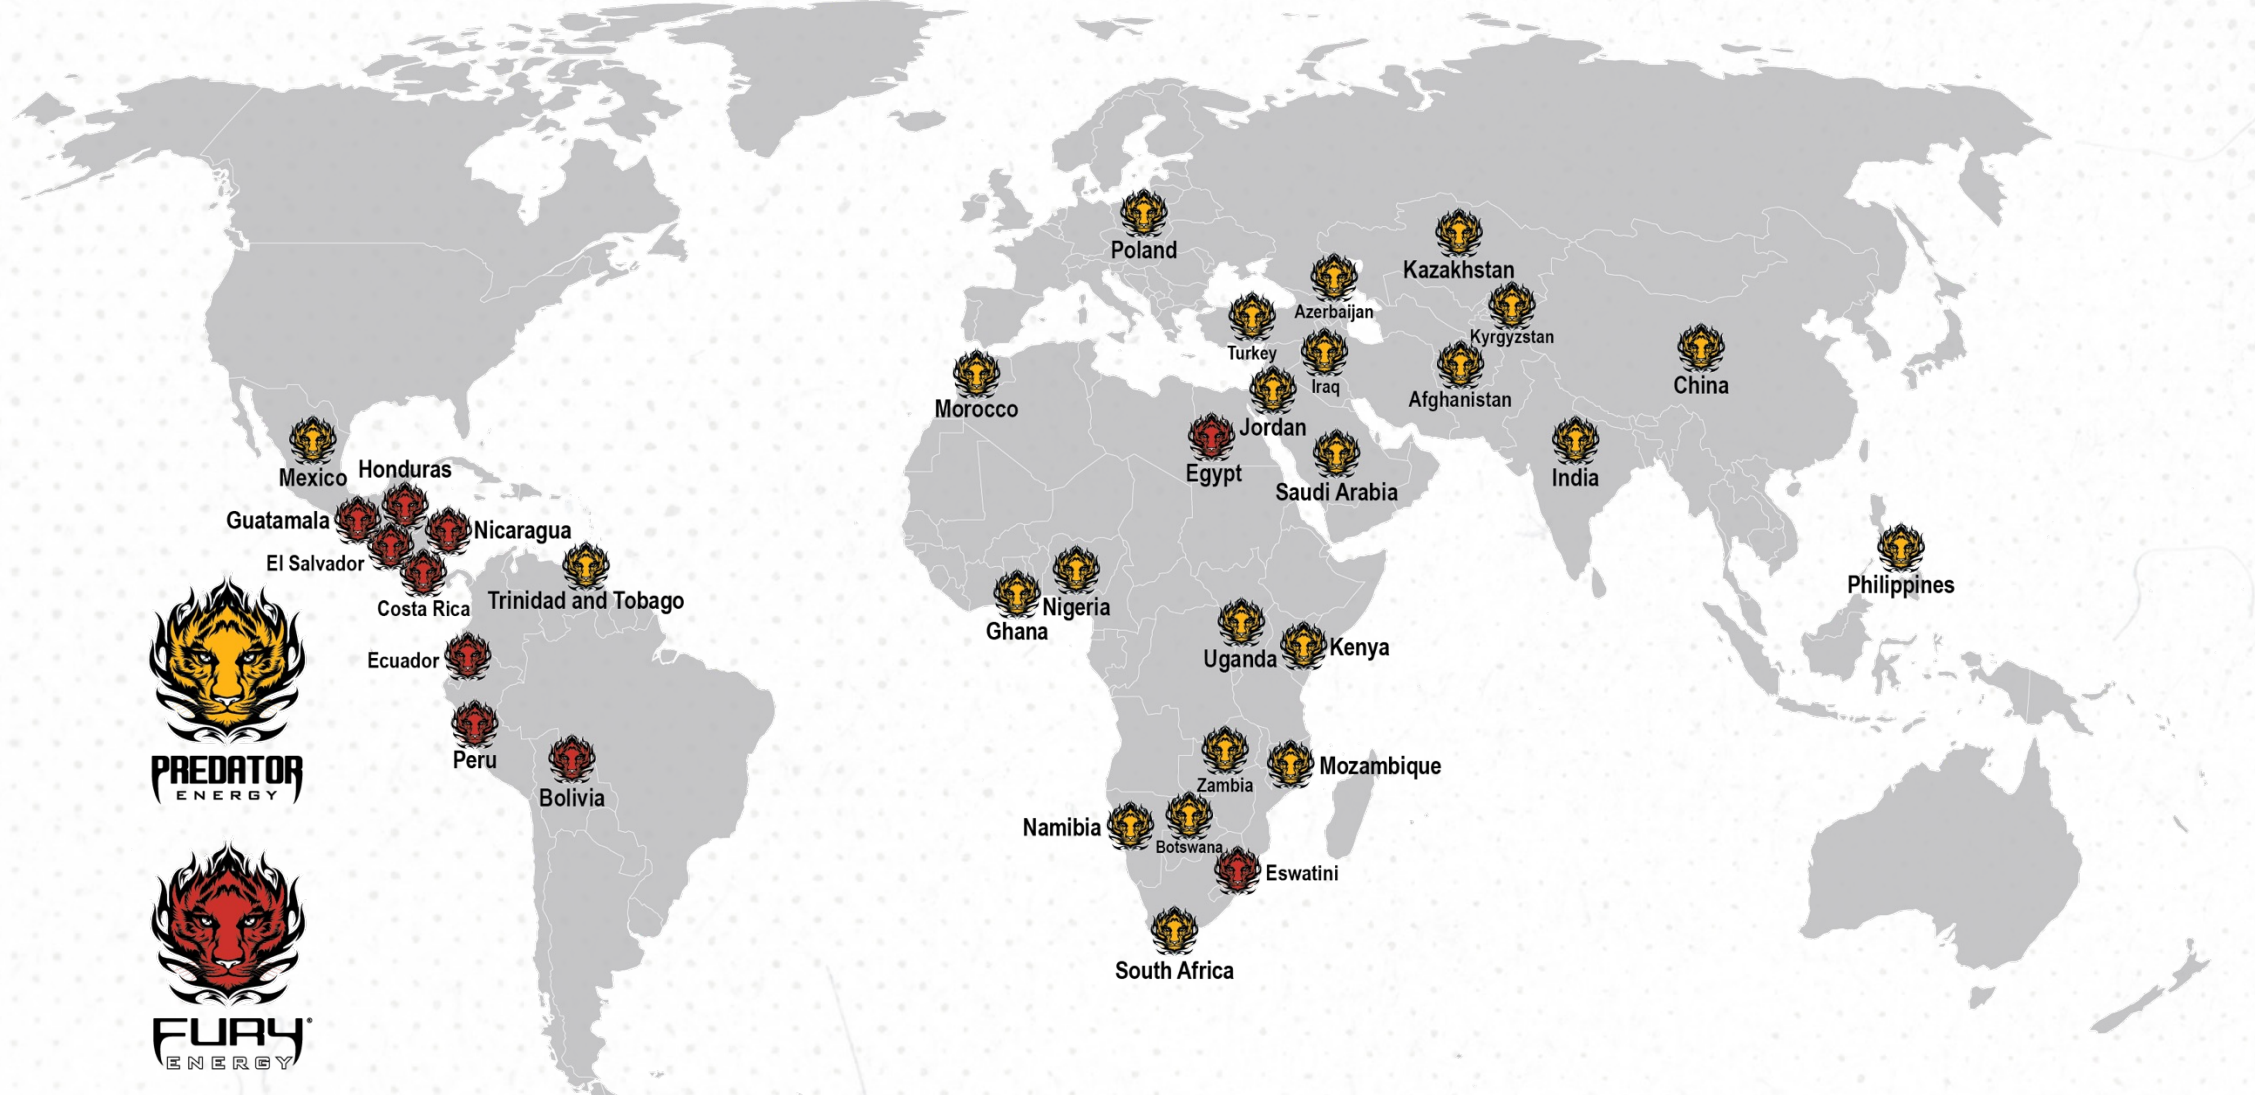 Poland
Kazakhstan
Azerbaijan
Kyrgyzstan
Turkey
Iraq
Afghanistan
China
Morocco
Jordan
Egypt
Saudi Arabia
India
Mexico
Honduras
Guatamala
Nicaragua
El Salvador
Costa Rica
Trinidad and Tobago
Philippines
Nigeria
Ghana
Uganda
Kenya
Ecuador
Peru
Bolivia
Zambia
Mozambique
Namibia
Botswana
Eswatini
South Africa
PREDATOR
ENERGY
FURY®
ENERGY